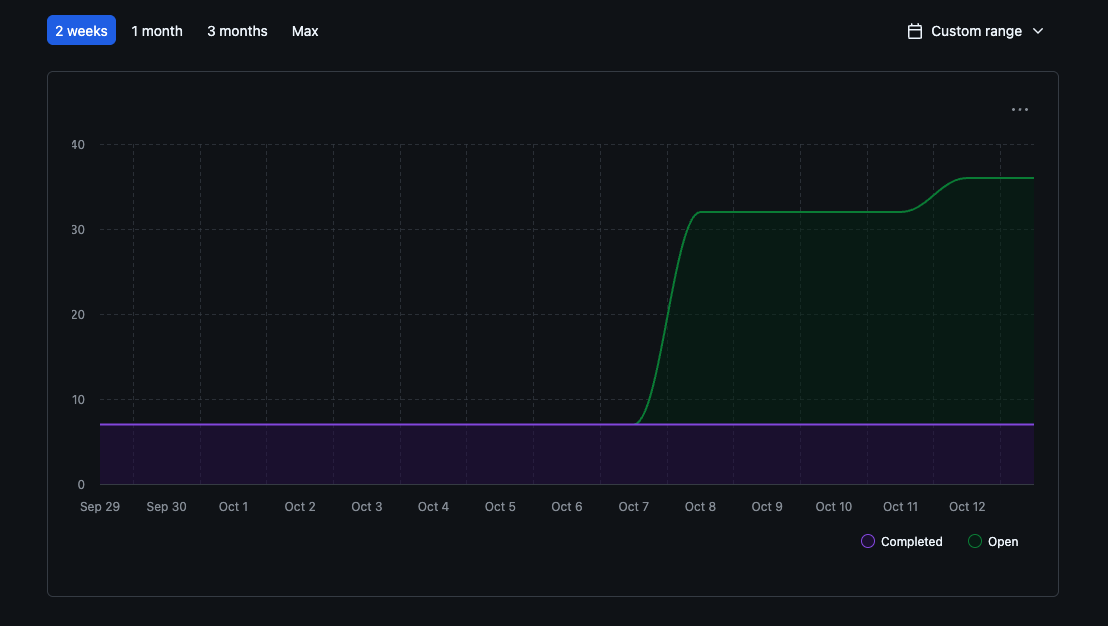 2 weeks 1 month 3 months Max Custom range
40
30
20
10
0
Sep 29 Sep 30 Oct 1 Oct 2 Oct 3 Oct 4 Oct 5 Oct 6 Oct 7 Oct 8 Oct 9 Oct 10 Oct 11 Oct 12
Completed Open